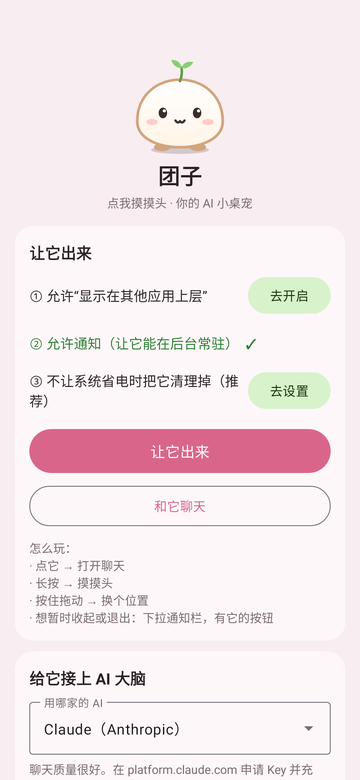 团子
点我摸摸头 · 你的 AI 小桌宠
让它出来
① 允许“显示在其他应用上层”
去开启
② 允许通知（让它能在后台常驻） ✓
③ 不让系统省电时把它清理掉（推
荐）
去设置
让它出来
和它聊天
怎么玩：
· 点它 → 打开聊天
· 长按 → 摸摸头
· 按住拖动 → 换个位置
· 想暂时收起或退出：下拉通知栏，有它的按钮
给它接上 AI 大脑
用哪家的 AI
Claude（Anthropic）
聊天质量很好。在 platform.claude.com 申请 Key 并充